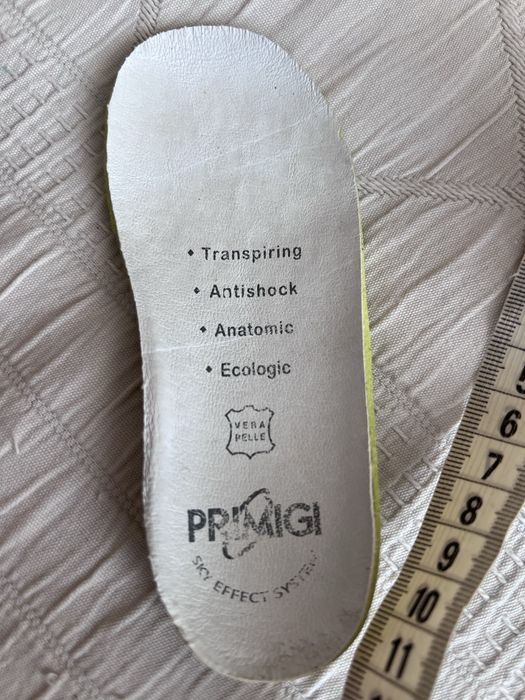 Transpiring
Antishock
Anatomic
Ecologic
VERA
PELLE
PRIMIGI
SKY EFFECT SYSTEM
5
6
7
8
9
10
11